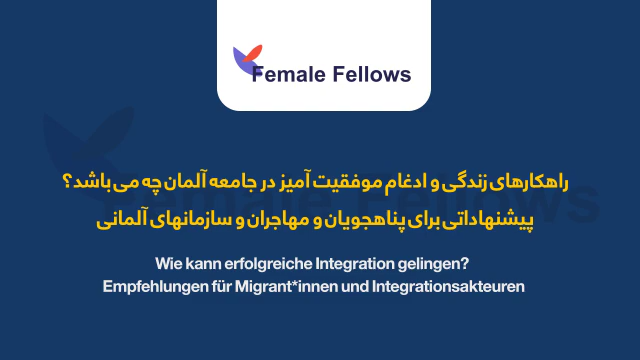 Female Fellows
راهکارهای زندگی و ادغام موفقیت آمیز در جامعه آلمان چه می باشد؟
پیشنهاداتی برای پناهجویان و مهاجران و سازمانهای آلمانی
Wie kann erfolgreiche Integration gelingen?
Empfehlungen für Migrant*innen und Integrationsakteuren